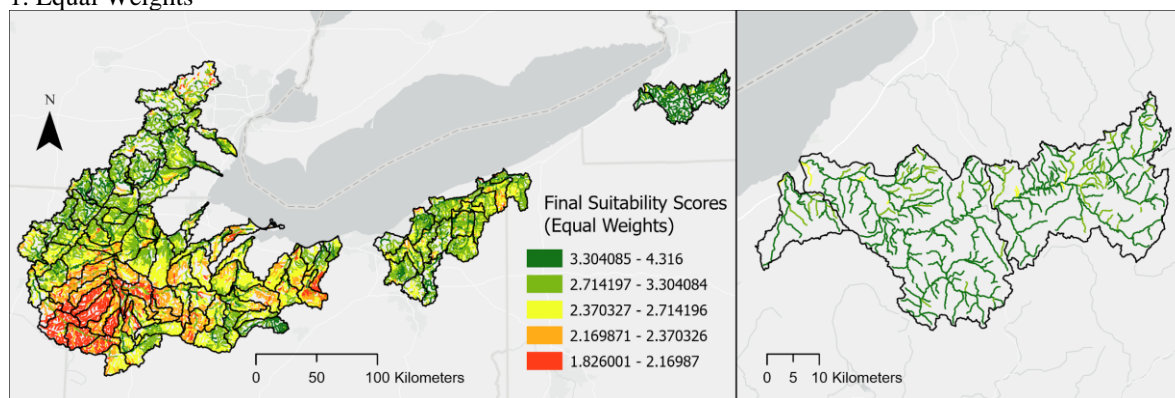 1. Equal Weights
N
Final Suitability Scores
(Equal Weights)
3.304085 - 4.316
2.714197 - 3.304084
2.370327 - 2.714196
2.169871 - 2.370326
1.826001 - 2.16987
0 50 100 Kilometers
0 5 10 Kilometers